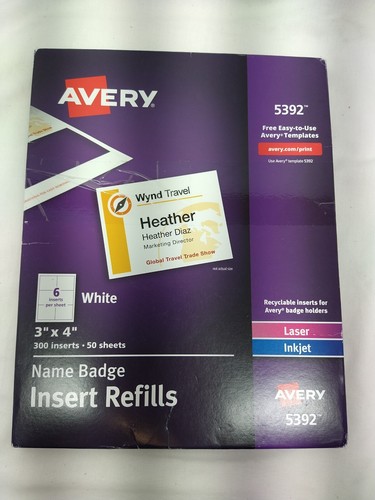 AVERY
5392™
Free Easy-to-Use
Avery® Templates
avery.com/print
Use Avery® template 5392
Wynd Travel
Heather
Heather Diaz
Marketing Director
Global Travel Trade Show
6
inserts
per sheet
White
3" x 4"
300 inserts • 50 sheets
Recyclable inserts for
Avery® badge holders
Laser
Inkjet
Name Badge
Insert Refills
AVERY
5392™